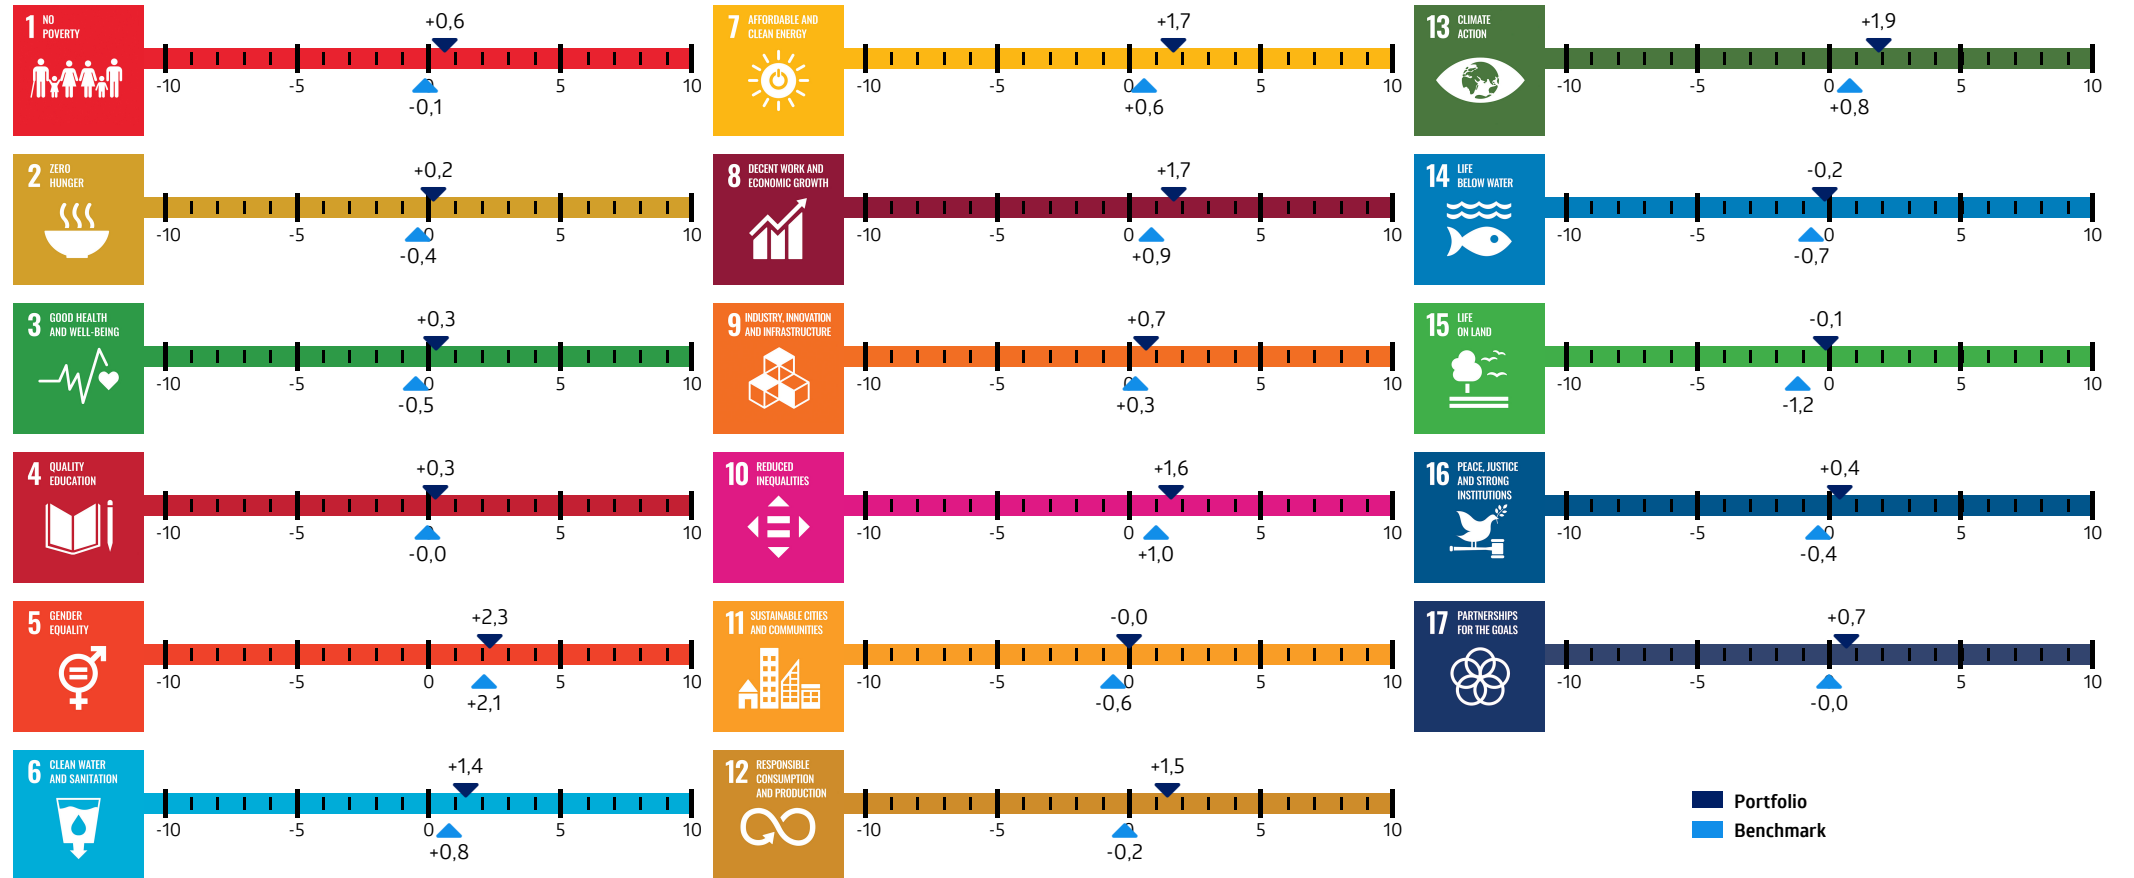 1 NO
POVERTY
+0,6
-10 -5 0 5 10
-0,1
2 ZERO
HUNGER
+0,2
-10 -5 0 5 10
-0,4
3 GOOD HEALTH
AND WELL-BEING
+0,3
-10 -5 0 5 10
-0,5
4 QUALITY
EDUCATION
+0,3
-10 -5 0 5 10
-0,0
5 GENDER
EQUALITY
+2,3
-10 -5 0 5 10
+2,1
6 CLEAN WATER
AND SANITATION
+1,4
-10 -5 0 5 10
+0,8
7 AFFORDABLE AND
CLEAN ENERGY
+1,7
-10 -5 0 5 10
+0,6
8 DECENT WORK AND
ECONOMIC GROWTH
+1,7
-10 -5 0 5 10
+0,9
9 INDUSTRY, INNOVATION
AND INFRASTRUCTURE
+0,7
-10 -5 0 5 10
+0,3
10 REDUCED
INEQUALITIES
+1,6
-10 -5 0 5 10
+1,0
11 SUSTAINABLE CITIES
AND COMMUNITIES
-0,0
-10 -5 0 5 10
-0,6
12 RESPONSIBLE
CONSUMPTION
AND PRODUCTION
+1,5
-10 -5 0 5 10
-0,2
13 CLIMATE
ACTION
+1,9
-10 -5 0 5 10
+0,8
14 LIFE
BELOW WATER
-0,2
-10 -5 0 5 10
-0,7
15 LIFE
ON LAND
-0,1
-10 -5 0 5 10
-1,2
16 PEACE, JUSTICE
AND STRONG
INSTITUTIONS
+0,4
-10 -5 0 5 10
-0,4
17 PARTNERSHIPS
FOR THE GOALS
+0,7
-10 -5 0 5 10
-0,0
Portfolio
Benchmark